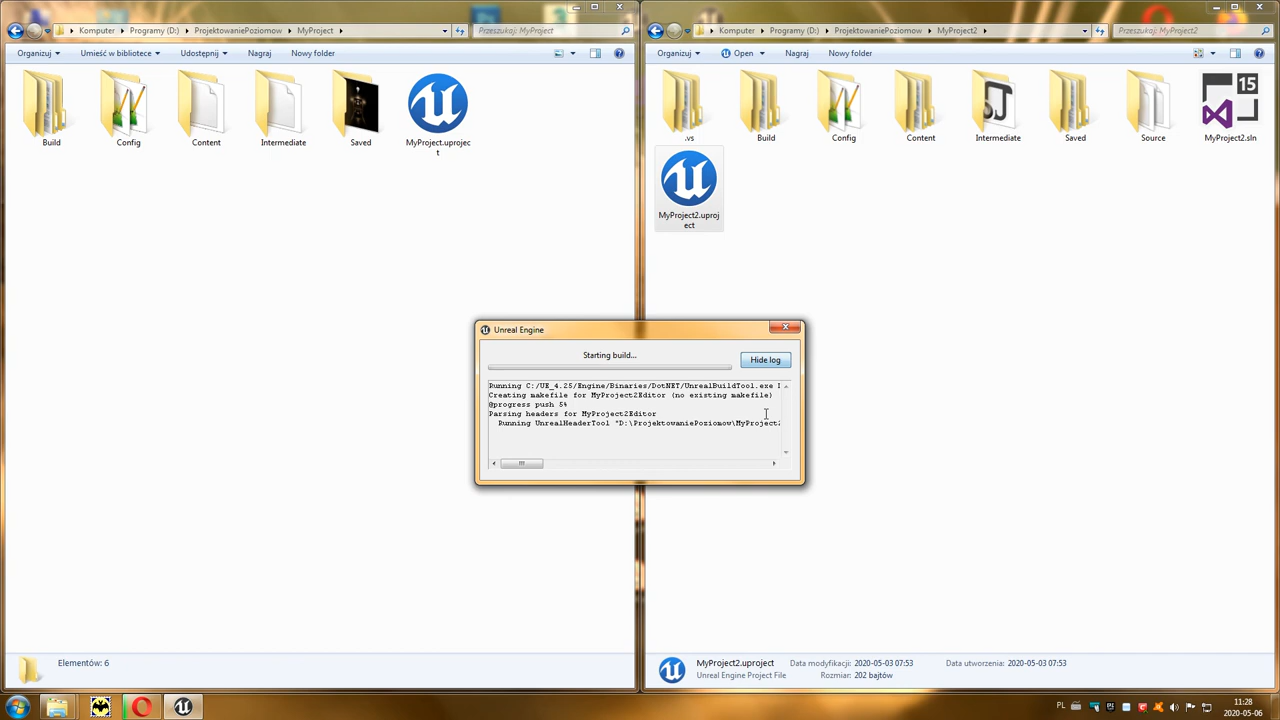 Komputer Programy (D:) ProjektowaniePoziomow MyProject
Przeszukaj: MyProject
Organizuj Umieść w bibliotece Udostępnij Nagraj Nowy folder
Build
Config
Content
Intermediate
Saved
MyProject.uprojec
t
Elementów: 6
Komputer Programy (D:) ProjektowaniePoziomow MyProject2
Przeszukaj: MyProject2
Organizuj Open Nagraj Nowy folder
.vs
Build
Config
Content
Intermediate
Saved
Source
15
MyProject2.sln
MyProject2.uproj
ect
Unreal Engine
Starting build...
Hide log
Running C:/UE_4.25/Engine/Binaries/DotNET/UnrealBuildTool.exe
Creating makefile for MyProject2Editor (no existing makefile)
@progress push 5%
Parsing headers for MyProject2Editor
Running UnrealHeaderTool "D:\ProjektowaniePoziomow\MyProject2
MyProject2.uproject Data modyfikacji: 2020-05-03 07:53 Data utworzenia: 2020-05-03 07:53
Unreal Engine Project File Rozmiar: 202 bajtów
PL
11:28
2020-05-06